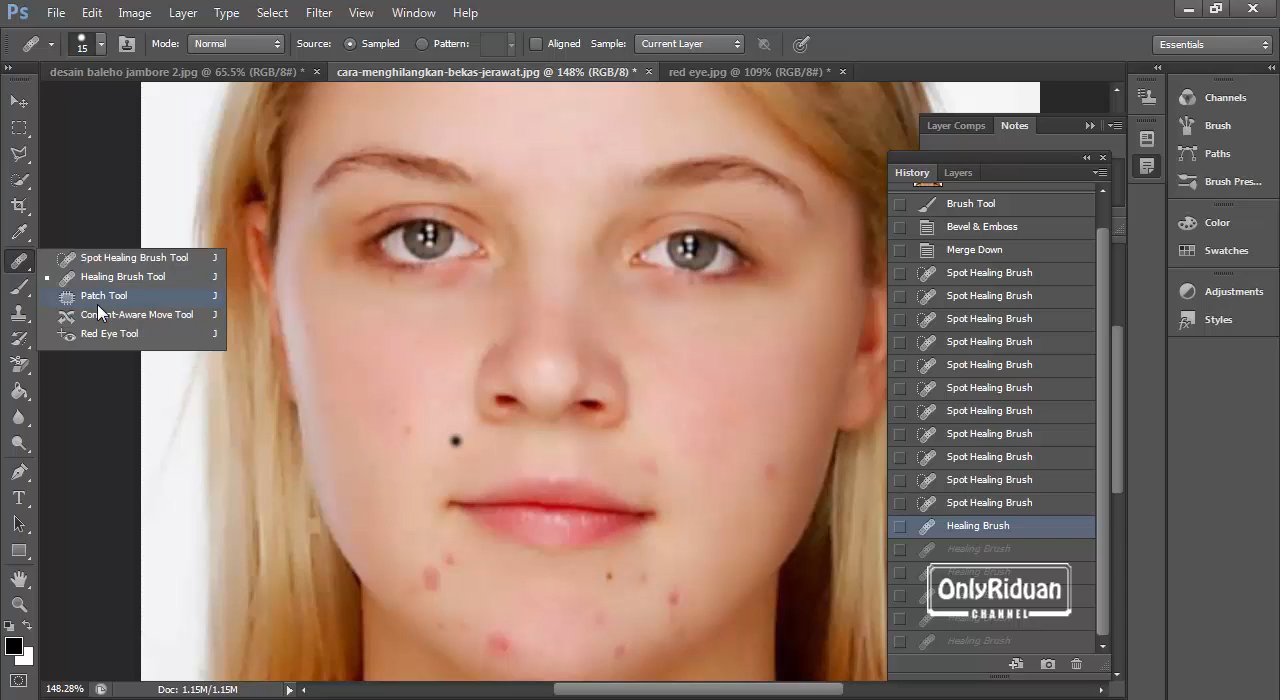 Ps File Edit Image Layer Type Select Filter View Window Help
15 Mode: Normal Source: Sampled Pattern: Aligned Sample: Current Layer Essentials
desain baleho jambore 2.jpg @ 65.5% (RGB/8#) * × cara-menghilangkan-bekas-jerawat.jpg @ 148% (RGB/8) * × red eye.jpg @ 109% (RGB/8#) * ×
Layer Comps Notes
History Layers
Brush Tool
Bevel & Emboss
Merge Down
Spot Healing Brush
Spot Healing Brush
Spot Healing Brush
Spot Healing Brush
Spot Healing Brush
Spot Healing Brush
Spot Healing Brush
Spot Healing Brush
Spot Healing Brush
Spot Healing Brush
Spot Healing Brush
Healing Brush
Healing Brush
Healing Brush
Healing Brush
Healing Brush
Channels
Brush
Paths
Brush Pres...
Color
Swatches
Adjustments
Styles
Spot Healing Brush Tool J
Healing Brush Tool J
Patch Tool J
Content-Aware Move Tool J
Red Eye Tool J
T
OnlyRiduan
CHANNEL
148.28% Doc: 1.15M/1.15M